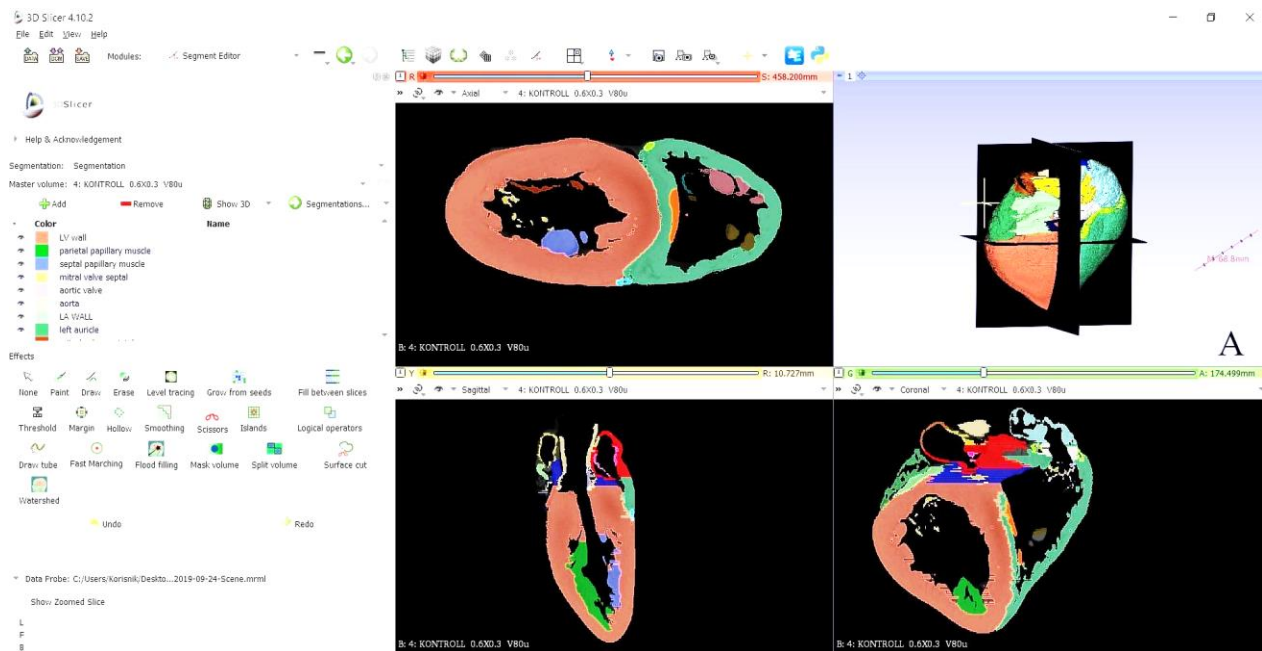 3D Slicer 4.10.2
File Edit View Help
DATA DCM SAVE Modules: Segment Editor
3DSlicer
Help & Acknowledgement
Segmentation: Segmentation
Master volume: 4: KONTROLL 0.6X0.3 V80u
Add Remove Show 3D Segmentations...
Color Name
LV wall
parietal papillary muscle
septal papillary muscle
mitral valve septal
aortic valve
aorta
LA WALL
left auricle
Effects
None Paint Draw Erase Level tracing Grow from seeds Fill between slices
Threshold Margin Hollow Smoothing Scissors Islands Logical operators
Draw tube Fast Marching Flood filling Mask volume Split volume Surface cut
Watershed
Undo Redo
Data Probe: C:/Users/Korisnik/Deskto...2019-09-24-Scene.mrml
Show Zoomed Slice
L
F
B
R S: 458.200mm
Axial 4: KONTROLL 0.6X0.3 V80u
B: 4: KONTROLL 0.6X0.3 V80u
1
A
Y R: 10.727mm
Sagittal 4: KONTROLL 0.6X0.3 V80u
B: 4: KONTROLL 0.6X0.3 V80u
G A: 174.499mm
Coronal 4: KONTROLL 0.6X0.3 V80u
B: 4: KONTROLL 0.6X0.3 V80u